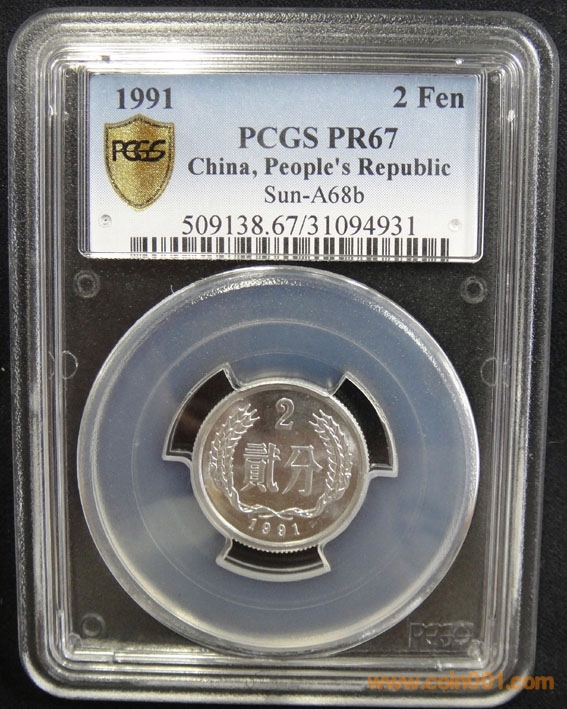 1991 2 Fen
PCGS
PCGS PR67
China, People's Republic
Sun-A68b
509138.67/31094931
2
貳分
1991
PCGS
www.coin001.com